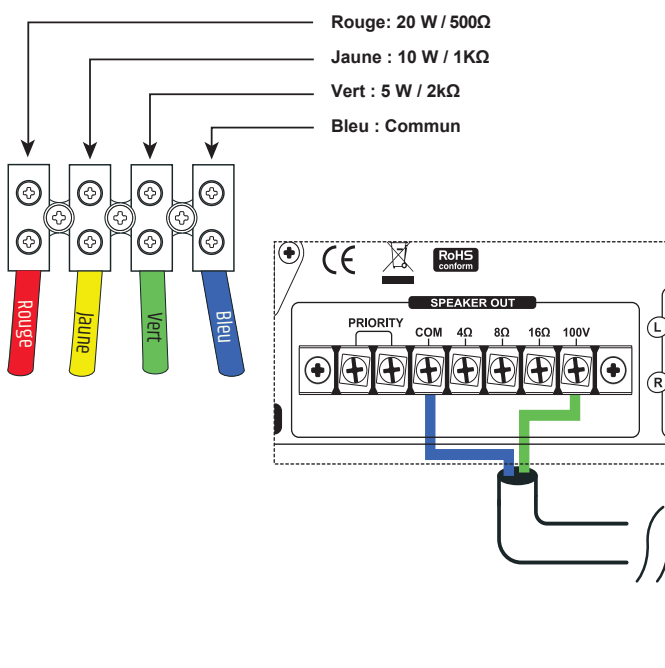 Rouge: 20 W / 500Ω
Jaune : 10 W / 1KΩ
Vert : 5 W / 2kΩ
Bleu : Commun
Rouge
Jaune
Vert
Bleu
CE
RoHS
conform
SPEAKER OUT
PRIORITY
COM 4Ω 8Ω 16Ω 100V
L
R